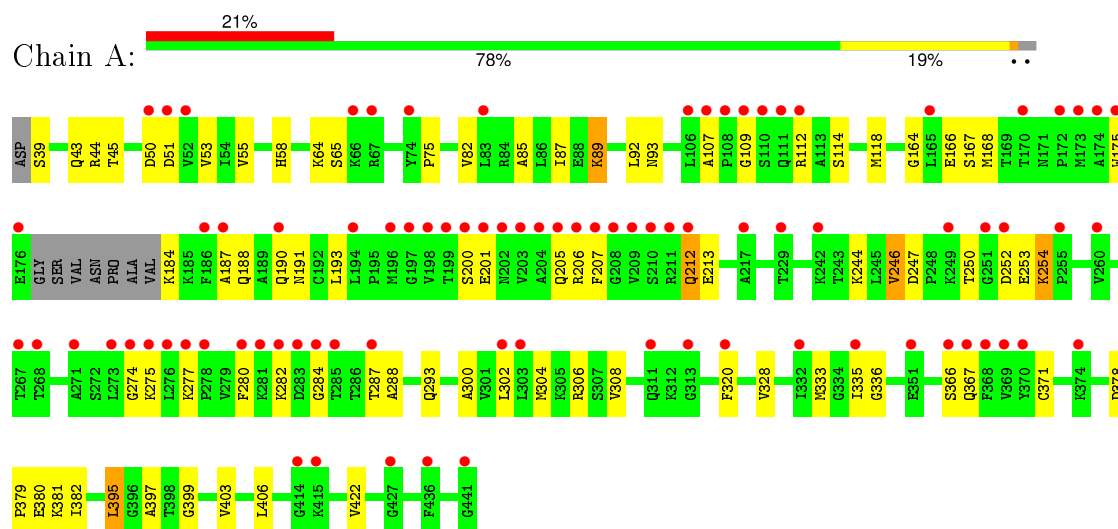 21%
Chain A:
78% 19% • •
ASP S39 Q43 R44 T45 D50 D51 V52 V53 I54 V55 H58 K64 S65 K66 R67 Y74 P75 V82 L83 R84 A85 L86 I87 E88 K89 L92 N93 L106 A107 P108 G109 S110 Q111 R112 A113 S114 M118 G164 L165 E166 S167 M168 T169 T170 N171 P172 M173 A174 W175
E176 GLY SER VAL ASN PRO ALA VAL K184 K185 F186 A187 Q188 A189 Q190 N191 C192 L193 L194 P195 M196 G197 V198 T199 S200 E201 N202 V203 A204 Q205 R206 F207 G208 V209 S210 R211 Q212 E213 A217 T229 K242 T243 K244 L245 V246 D247 P248 K249 T250 G251 D252 E253 K254 P255 V260
T267 T268 A271 S272 L273 G274 K275 L276 K277 P278 V279 F280 K281 K282 D283 G284 T285 T286 T287 A288 Q293 A300 V301 L302 L303 M304 K305 R306 S307 V308 Q311 K312 G313 F320 V328 I332 M333 G334 I335 G336 E351 S366 Q367 F368 V369 Y370 C371 K374 D378
P379 E380 K381 I382 L395 G396 A397 T398 G399 V403 L406 G414 K415 V422 G427 F436 G441